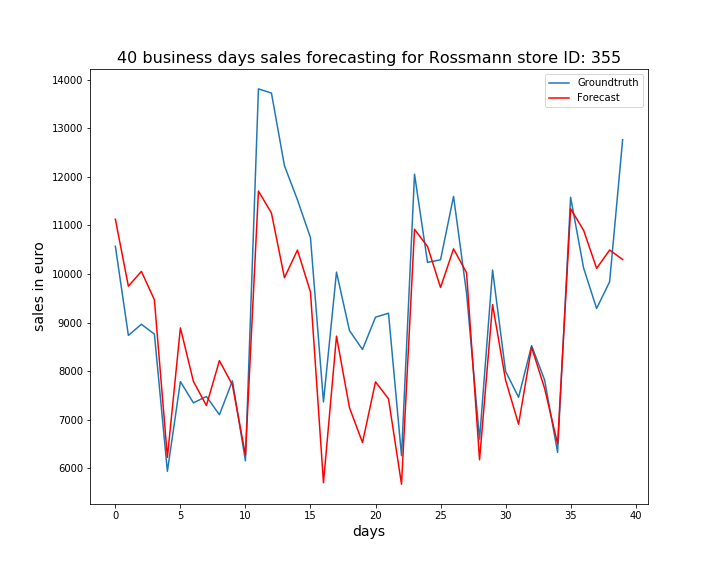 40 business days sales forecasting for Rossmann store ID: 355
Groundtruth
Forecast
sales in euro
14000
13000
12000
11000
10000
9000
8000
7000
6000
0 5 10 15 20 25 30 35 40
days